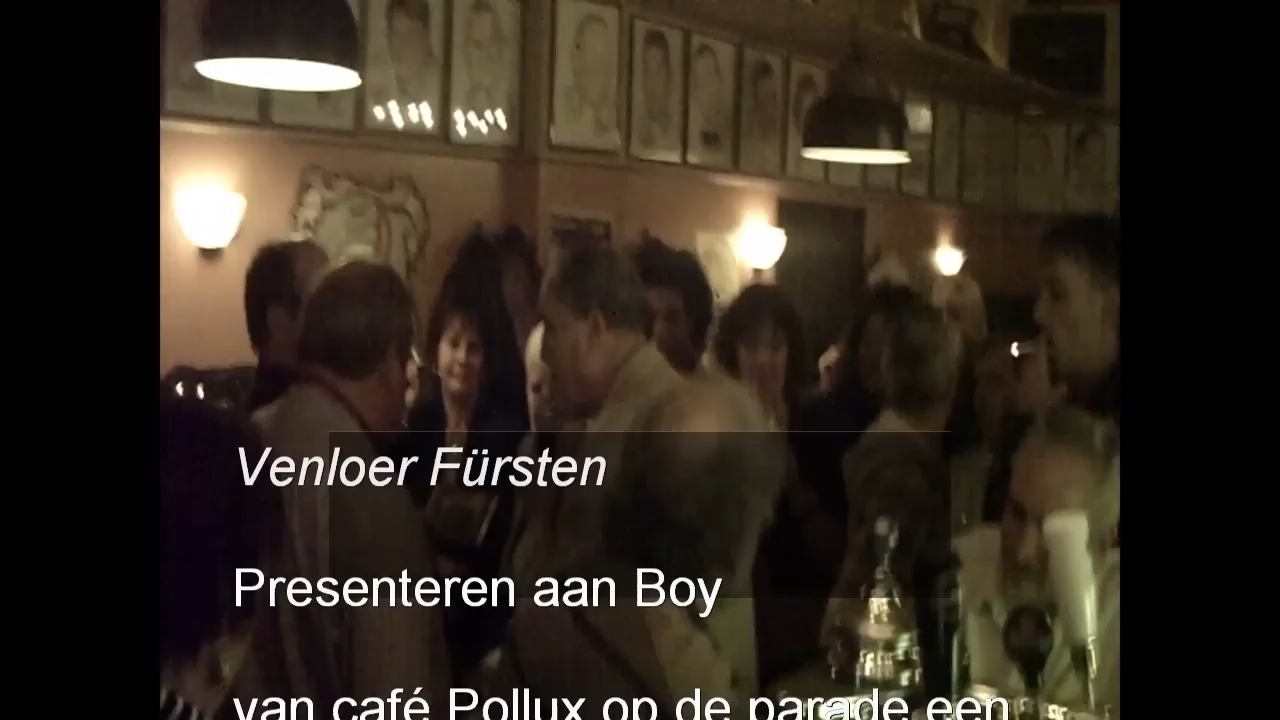 Venloer Fürsten
Presenteren aan Boy
van café Pollux op de parade een